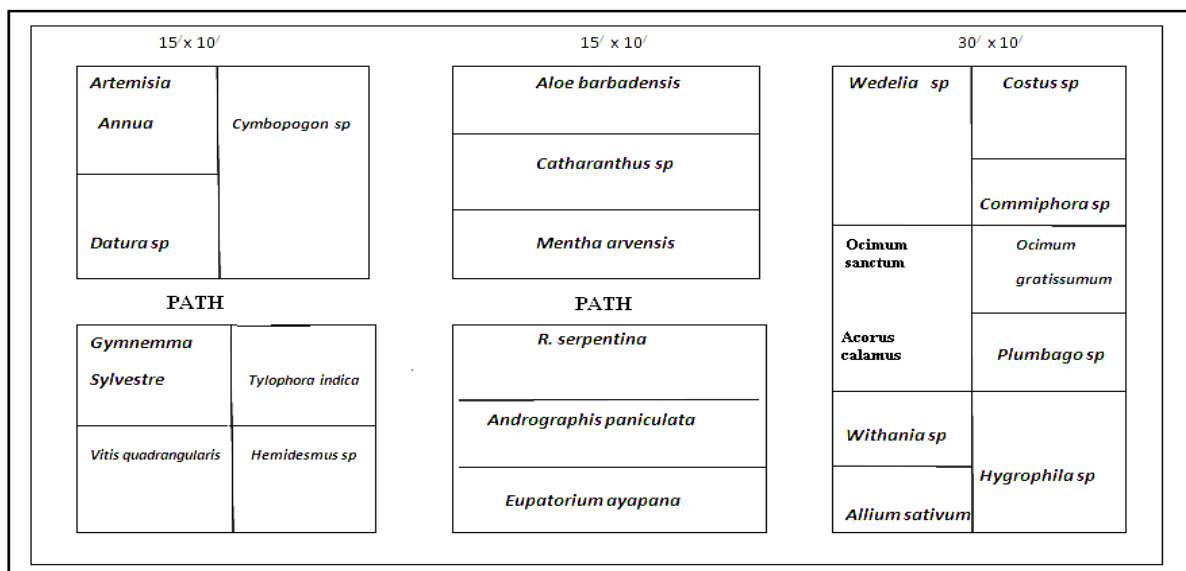 15/ x 10/
15/ x 10/
30/ x 10/
Artemisia
Annua
Cymbopogon sp
Datura sp
Aloe barbadensis
Catharanthus sp
Mentha arvensis
Wedelia sp
Costus sp
Commiphora sp
Ocimum
sanctum
Ocimum
gratissumum
Acorus
calamus
Plumbago sp
Withania sp
Hygrophila sp
Allium sativum
PATH
PATH
Gymnemma
Sylvestre
Tylophora indica
Vitis quadrangularis
Hemidesmus sp
R. serpentina
Andrographis paniculata
Eupatorium ayapana